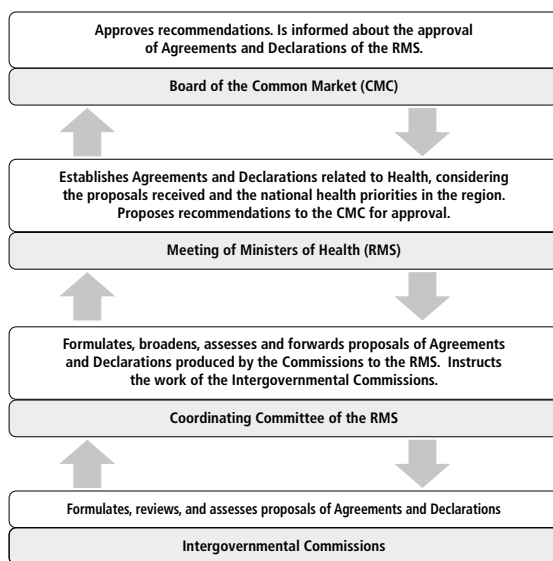 Approves recommendations. Is informed about the approval
of Agreements and Declarations of the RMS.
Board of the Common Market (CMC)
Establishes Agreements and Declarations related to Health, considering
the proposals received and the national health priorities in the region.
Proposes recommendations to the CMC for approval.
Meeting of Ministers of Health (RMS)
Formulates, broadens, assesses and forwards proposals of Agreements
and Declarations produced by the Commissions to the RMS. Instructs
the work of the Intergovernmental Commissions.
Coordinating Committee of the RMS
Formulates, reviews, and assesses proposals of Agreements and Declarations
Intergovernmental Commissions